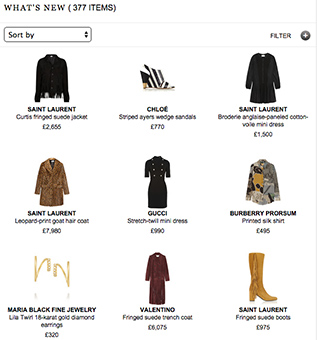 WHAT'S NEW ( 377 ITEMS)
Sort by
FILTER
SAINT LAURENT
Curtis fringed suede jacket
£2,655
CHLOÉ
Striped ayers wedge sandals
£770
SAINT LAURENT
Broderie anglaise-paneled cotton-
voile mini dress
£1,500
SAINT LAURENT
Leopard-print goat hair coat
£7,980
GUCCI
Stretch-twill mini dress
£990
BURBERRY PRORSUM
Printed silk shirt
£495
MARIA BLACK FINE JEWELRY
Lila Twirl 18-karat gold diamond
earrings
£320
VALENTINO
Fringed suede trench coat
£6,075
SAINT LAURENT
Fringed suede boots
£975